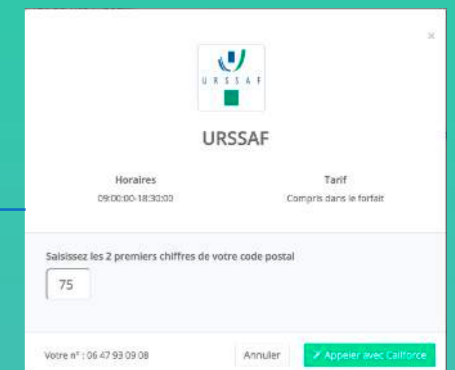 ×
URSSAF
URSSAF
Horaires
09:00:00-18:30:00
Tarif
Compris dans le forfait
Saisissez les 2 premiers chiffres de votre code postal
75
Votre n° : 06 47 93 09 08
Annuler
Appeler avec Callforce